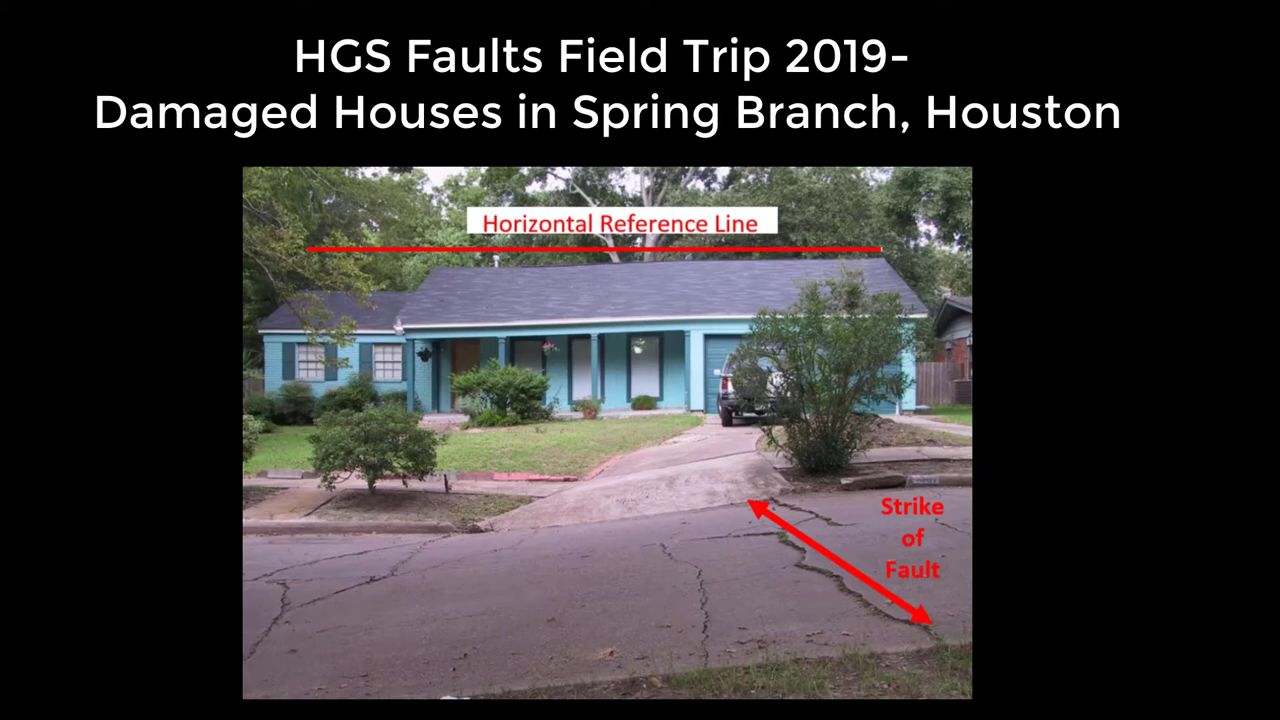 HGS Faults Field Trip 2019-
Damaged Houses in Spring Branch, Houston
Horizontal Reference Line
Strike
of
Fault